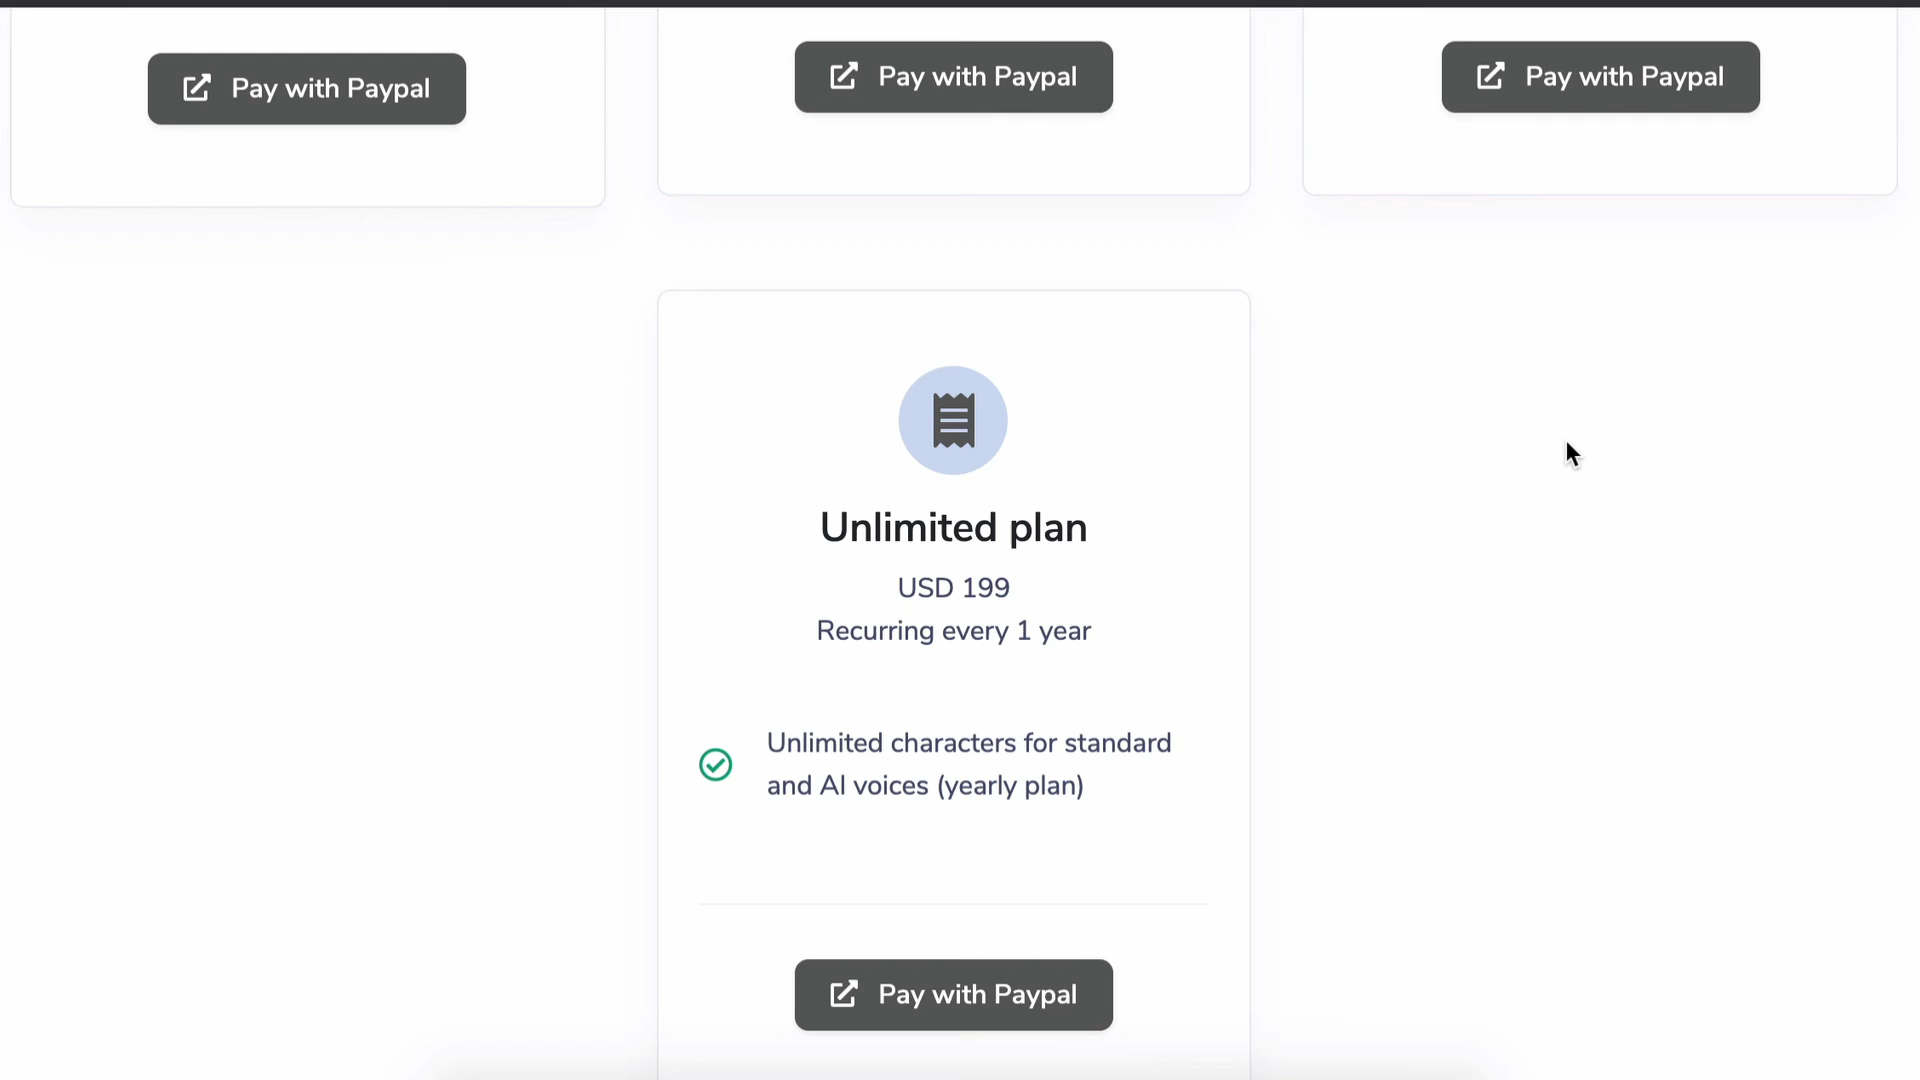 Pay with Paypal
Pay with Paypal
Pay with Paypal
Unlimited plan
USD 199
Recurring every 1 year
Unlimited characters for standard
and AI voices (yearly plan)
Pay with Paypal